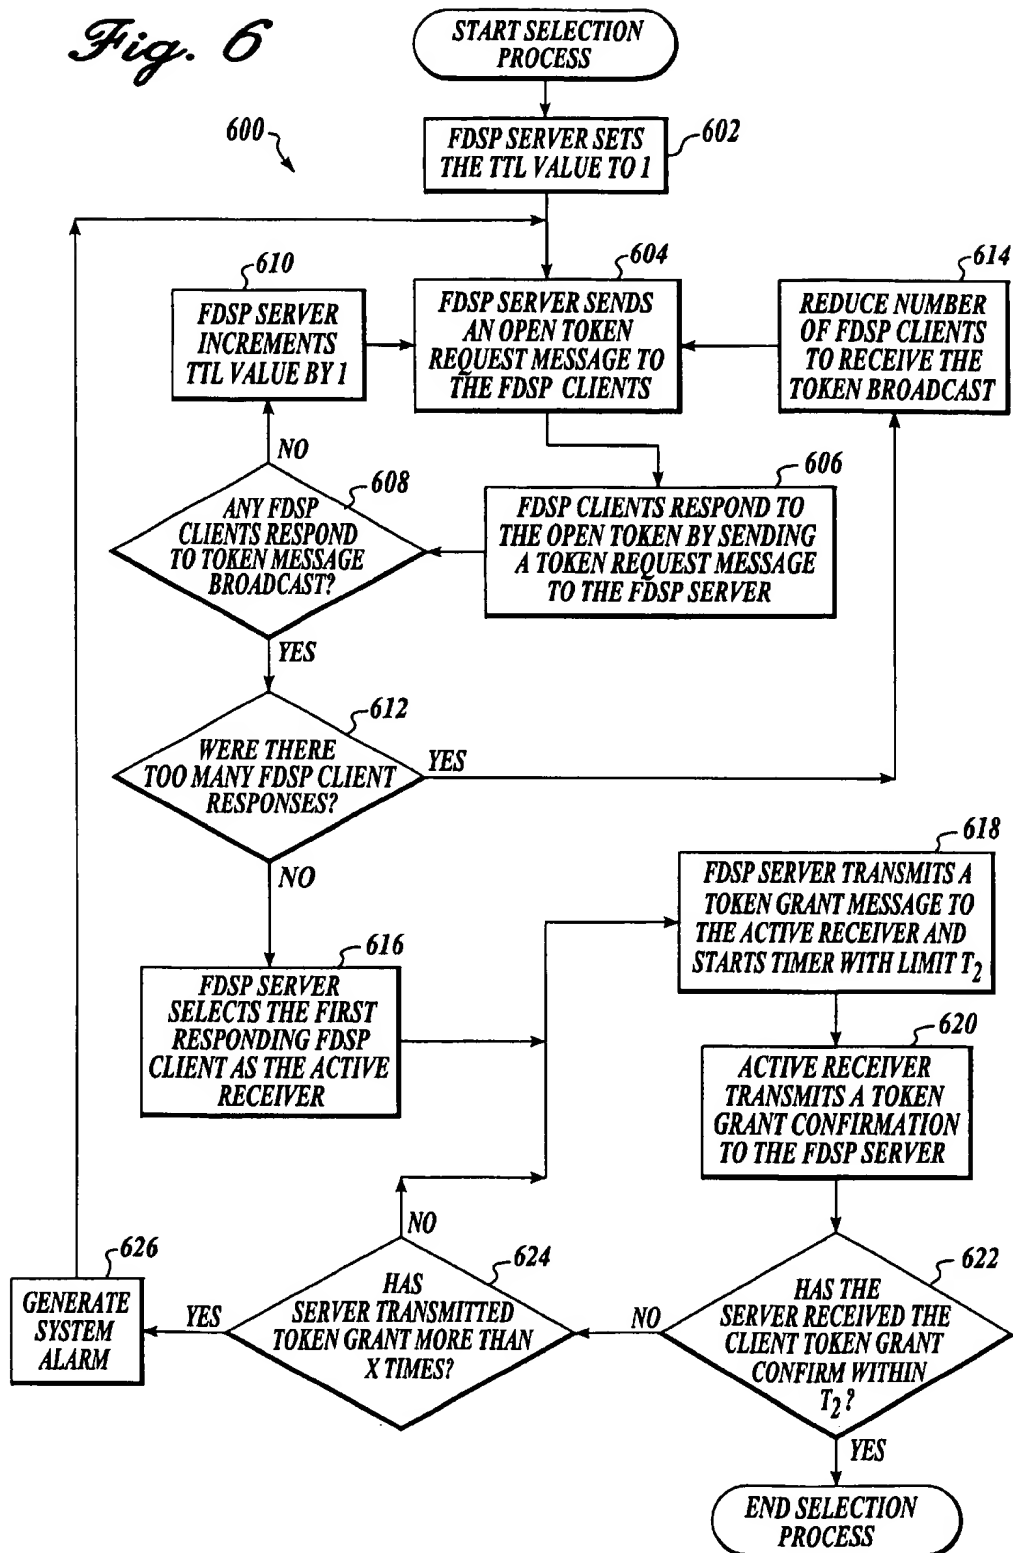 Fig. 6
START SELECTION
PROCESS
600
602
FDSP SERVER SETS
THE TTL VALUE TO 1
610
FDSP SERVER
INCREMENTS
TTL VALUE BY 1
604
FDSP SERVER SENDS
AN OPEN TOKEN
REQUEST MESSAGE TO
THE FDSP CLIENTS
614
REDUCE NUMBER
OF FDSP CLIENTS
TO RECEIVE THE
TOKEN BROADCAST
NO
608
ANY FDSP
CLIENTS RESPOND
TO TOKEN MESSAGE
BROADCAST?
606
FDSP CLIENTS RESPOND TO
THE OPEN TOKEN BY SENDING
A TOKEN REQUEST MESSAGE
TO THE FDSP SERVER
YES
612
WERE THERE
TOO MANY FDSP CLIENT
RESPONSES?
YES
NO
616
FDSP SERVER
SELECTS THE FIRST
RESPONDING FDSP
CLIENT AS THE ACTIVE
RECEIVER
618
FDSP SERVER TRANSMITS A
TOKEN GRANT MESSAGE TO
THE ACTIVE RECEIVER AND
STARTS TIMER WITH LIMIT T2
620
ACTIVE RECEIVER
TRANSMITS A TOKEN
GRANT CONFIRMATION
TO THE FDSP SERVER
622
HAS THE
SERVER RECEIVED THE
CLIENT TOKEN GRANT
CONFIRM WITHIN
T2?
NO
624
HAS
SERVER TRANSMITTED
TOKEN GRANT MORE THAN
X TIMES?
NO
YES
626
GENERATE
SYSTEM
ALARM
YES
END SELECTION
PROCESS